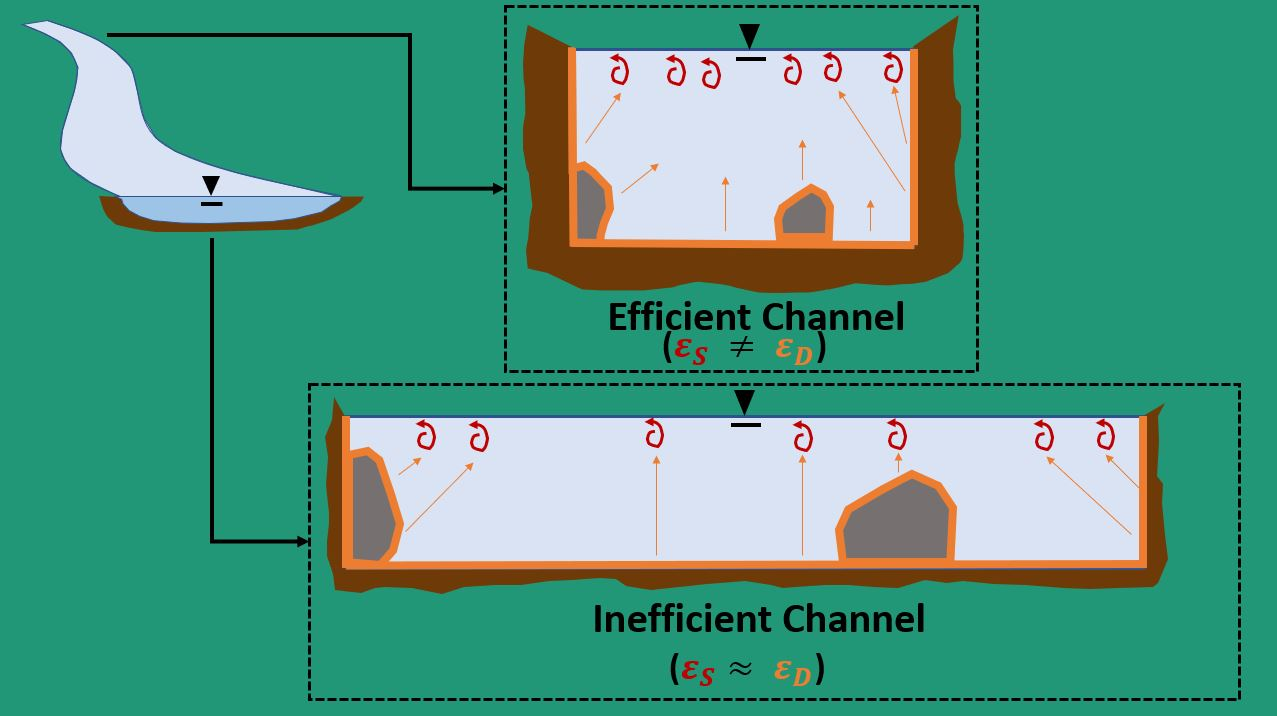 Efficient Channel
(εS ≠ εD)
Inefficient Channel
(εS ≈ εD)